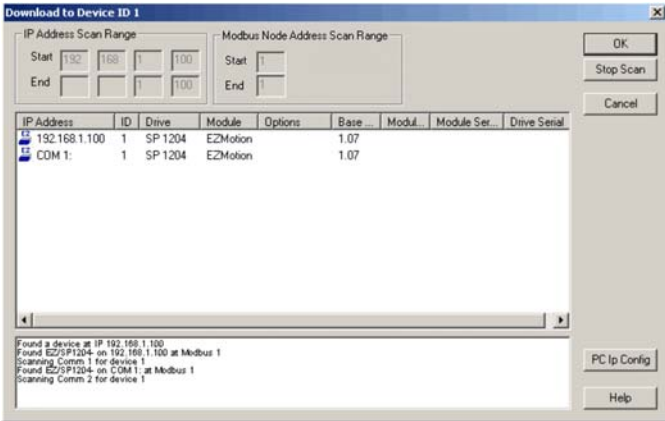 Download to Device ID 1
IP Address Scan Range
Start 192 168 1 100
End 1 100
Modbus Node Address Scan Range
Start 1
End 1
OK
Stop Scan
Cancel
IP Address ID Drive Module Options Base ... Modul... Module Ser... Drive Serial
192.168.1.100 1 SP 1204 EZMotion 1.07
COM 1: 1 SP 1204 EZMotion 1.07
Found a device at IP 192.168.1.100
Found EZ/SP1204- on 192.168.1.100 at Modbus 1
Scanning Comm 1 for device 1
Found EZ/SP1204- on COM 1: at Modbus 1
Scanning Comm 2 for device 1
PC Ip Config
Help